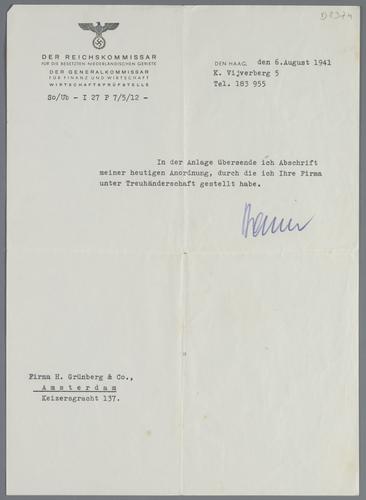 D 8374
DER REICHSKOMMISSAR
FÜR DIE BESETZTEN NIEDERLÄNDISCHEN GEBIETE
DER GENERALKOMMISSAR
FÜR FINANZ UND WIRTSCHAFT
WIRTSCHAFTSPRÜFSTELLE
So/Ub - I 27 F 7/5/12 -
DEN HAAG, den 6.August 1941
K. Vijverberg 5
Tel. 183 955
In der Anlage übersende ich Abschrift
meiner heutigen Anordnung, durch die ich Ihre Firma
unter Treuhänderschaft gestellt habe.
Firma H. Grünberg & Co.,
Amsterdam
Keizersgracht 137.